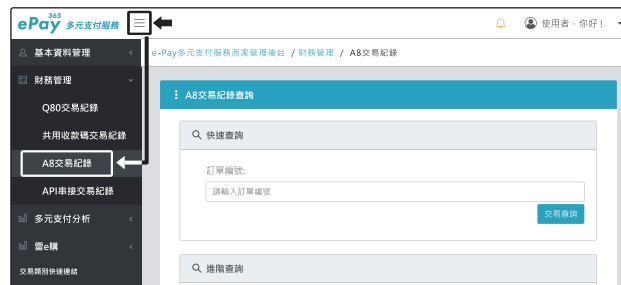 ePay 365 多元支付服務
使用者，你好！
基本資料管理
e-Pay多元支付服務商家管理後台 / 財務管理 / A8交易紀錄
財務管理
Q80交易紀錄
共用收款碼交易紀錄
A8交易紀錄
API串接交易紀錄
多元支付分析
雷e購
交易類別快速連結
A8交易紀錄查詢
快速查詢
訂單編號:
請輸入訂單編號
交易查詢
進階查詢